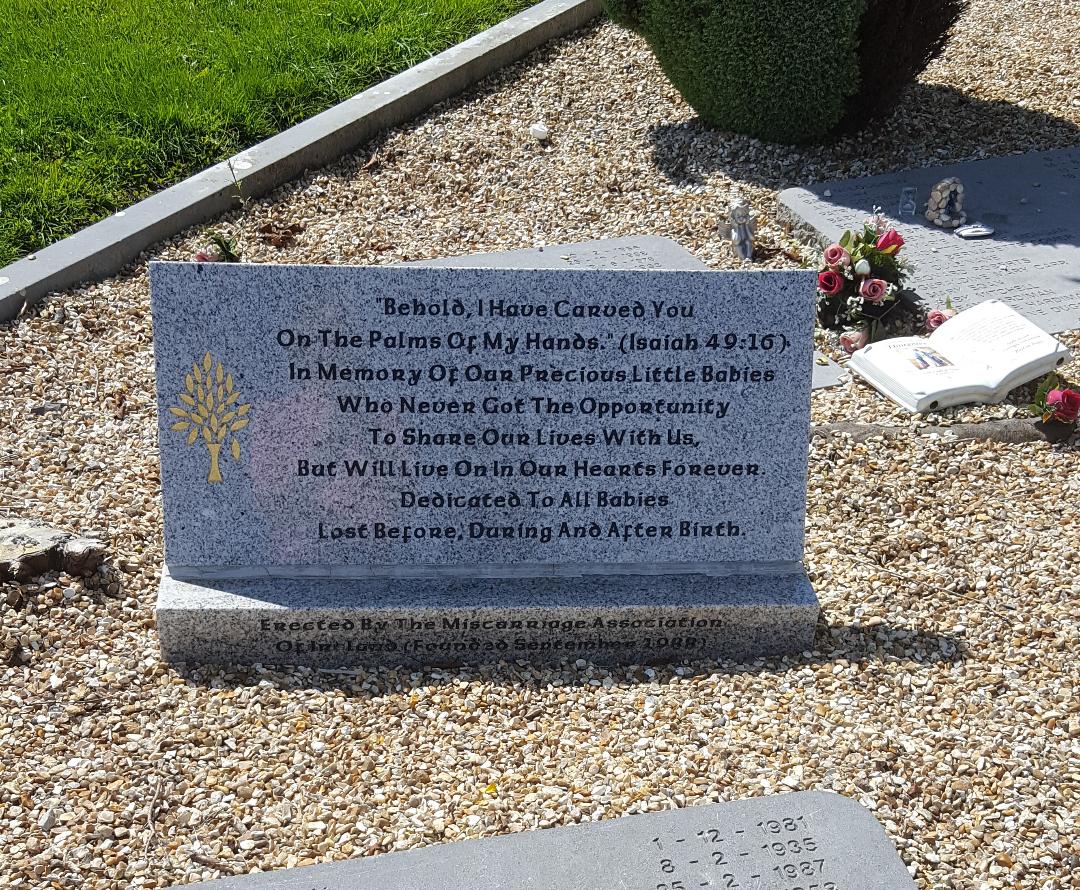 "Behold, I Have Carved You
On The Palms Of My Hands." (Isaiah 49:16).
In Memory Of Our Precious Little Babies
Who Never Got The Opportunity
To Share Our Lives With Us,
But Will Live On In Our Hearts Forever.
Dedicated To All Babies
Lost Before, During And After Birth.
Erected By The Miscarriage Association
Of Ireland (Founded September 1988)
1 - 12 - 1981
8 - 2 - 1935
- 2 - 1987